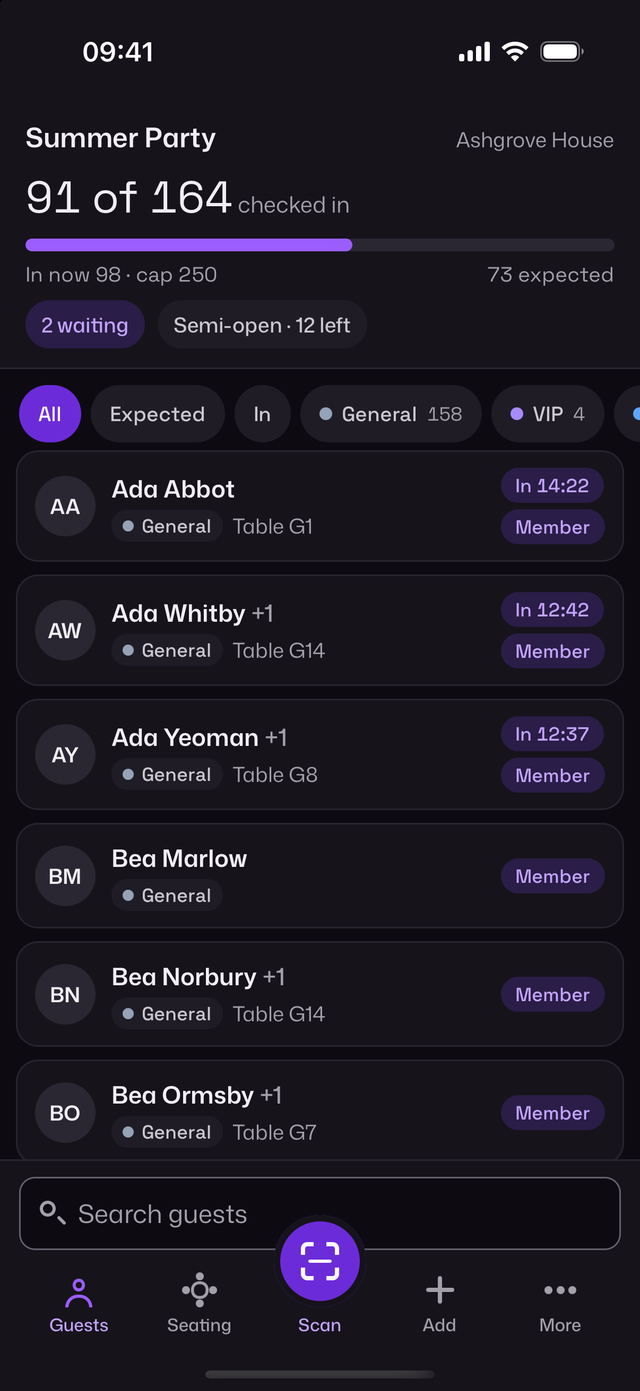 09:41
Summer Party
Ashgrove House
91 of 164 checked in
In now 98 · cap 250
73 expected
2 waiting
Semi-open · 12 left
All
Expected
In
General 158
VIP 4
AA
Ada Abbot
General
Table G1
In 14:22
Member
AW
Ada Whitby +1
General
Table G14
In 12:42
Member
AY
Ada Yeoman +1
General
Table G8
In 12:37
Member
BM
Bea Marlow
General
Member
BN
Bea Norbury +1
General
Table G14
Member
BO
Bea Ormsby +1
General
Table G7
Member
Search guests
Guests
Seating
Scan
Add
More